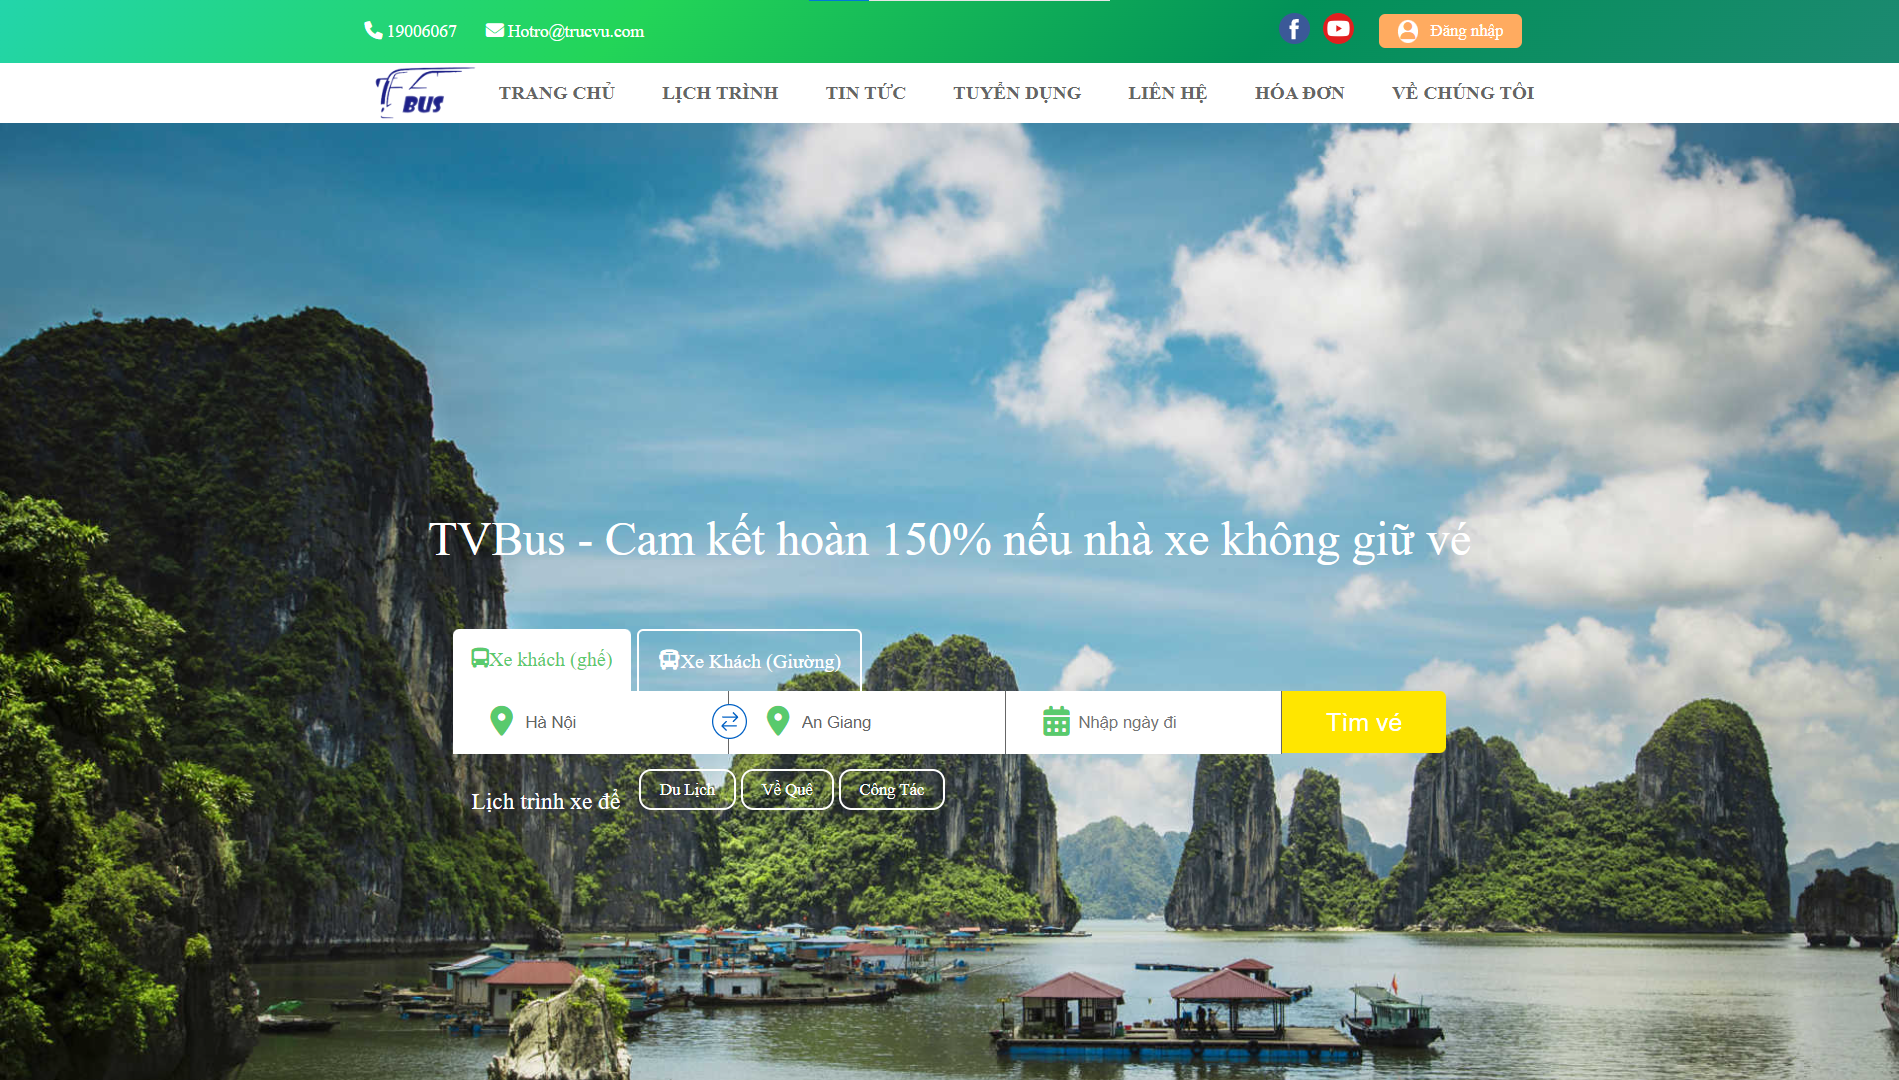 19006067 Hotro@trucvu.com Đăng nhập
BUS TRANG CHỦ LỊCH TRÌNH TIN TỨC TUYỂN DỤNG LIÊN HỆ HÓA ĐƠN VỀ CHÚNG TÔI
TVBus - Cam kết hoàn 150% nếu nhà xe không giữ vé
Xe khách (ghế) Xe Khách (Giường)
Hà Nội An Giang Nhập ngày đi Tìm vé
Lịch trình xe để Du Lịch Về Quê Công Tác